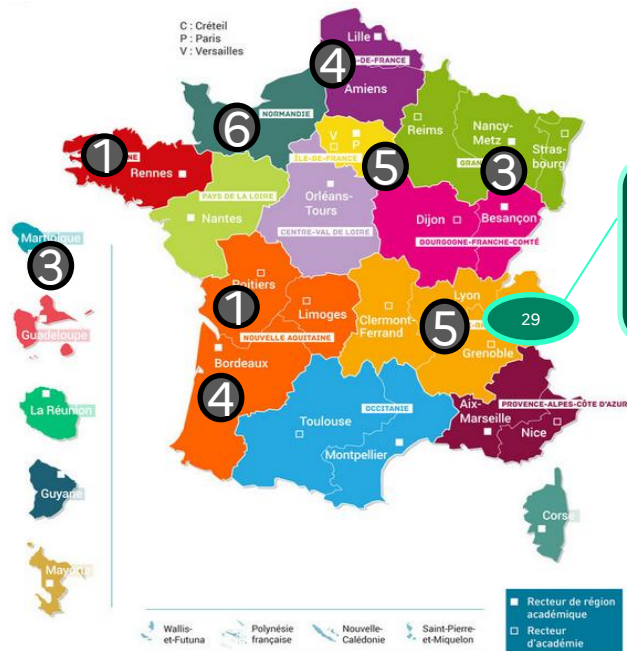 C : Créteil
P : Paris
V : Versailles
Lille
4
-DE-FRANCE
Amiens
6
NORMANDIE
Reims
Nancy-
Metz
Stras-
bourg
V P
ÎLE-DE-FRANCE
5
GRAN
3
1
NE
Rennes
PAYS DE LA LOIRE
Nantes
Orléans-
Tours
CENTRE-VAL DE LOIRE
Dijon
Besançon
BOURGOGNE-FRANCHE-COMTÉ
Martinique
3
Guadeloupe
La Réunion
Guyane
Poitiers
1
Limoges
NOUVELLE AQUITAINE
Bordeaux
4
Clermont-
Ferrand
Lyon
5
Grenoble
29
OCCITANIE
Toulouse
Montpellier
PROVENCE-ALPES-CÔTE D'AZUR
Aix-
Marseille
Nice
Corse
Wallis-
et-Futuna
Polynésie
française
Nouvelle-
Calédonie
Saint-Pierre-
et-Miquelon
Recteur de région
académique
Recteur
d'académie